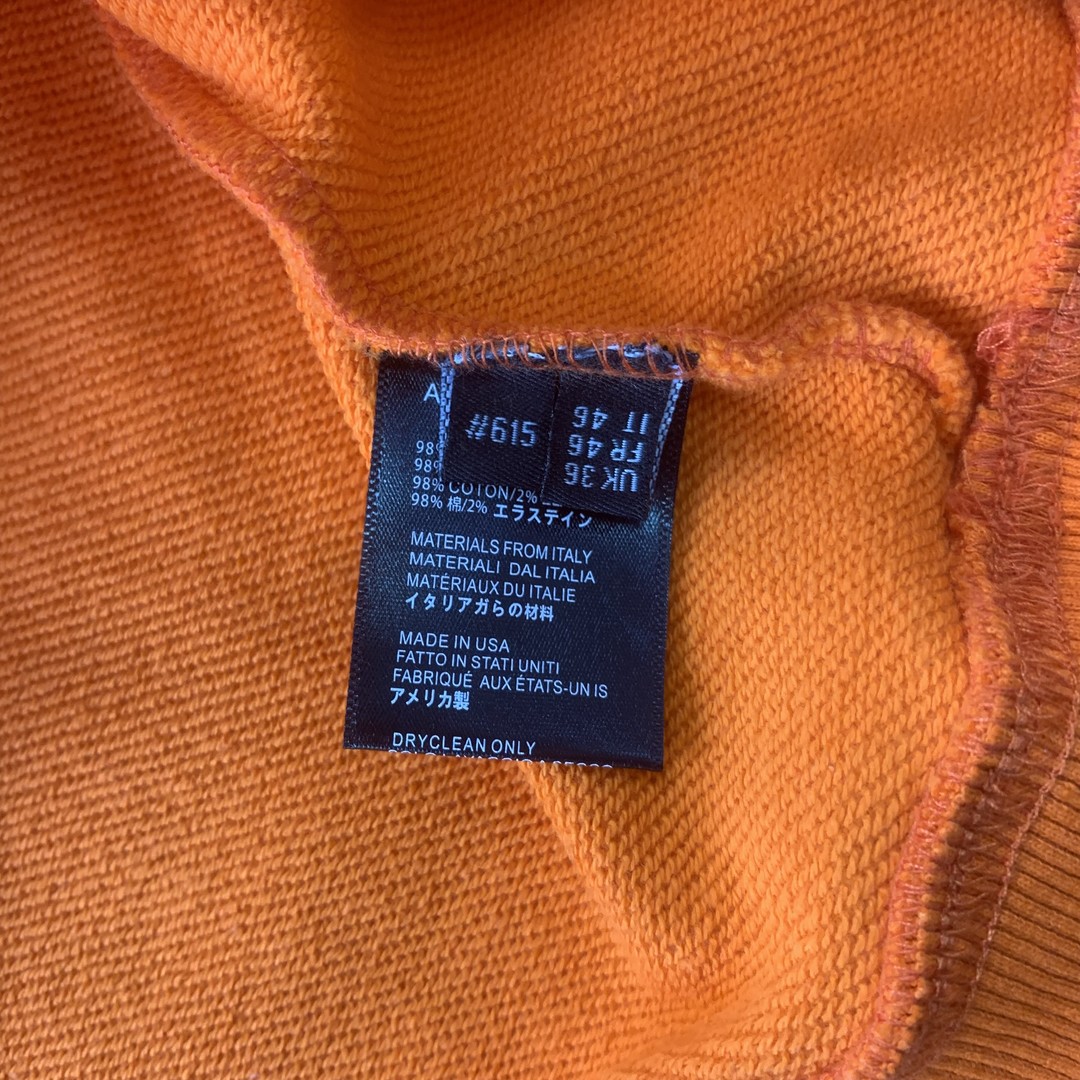 A
98%
98%
98% COTON/2%
98% 棉/2% エラステイン
MATERIALS FROM ITALY
MATERIALI DAL ITALIA
MATÉRIAUX DU ITALIE
イタリアガらの材料
MADE IN USA
FATTO IN STATI UNITI
FABRIQUÉ AUX ÉTATS-UN IS
アメリカ製
DRYCLEAN ONLY
#615
UK 36
FR 46
IT 46